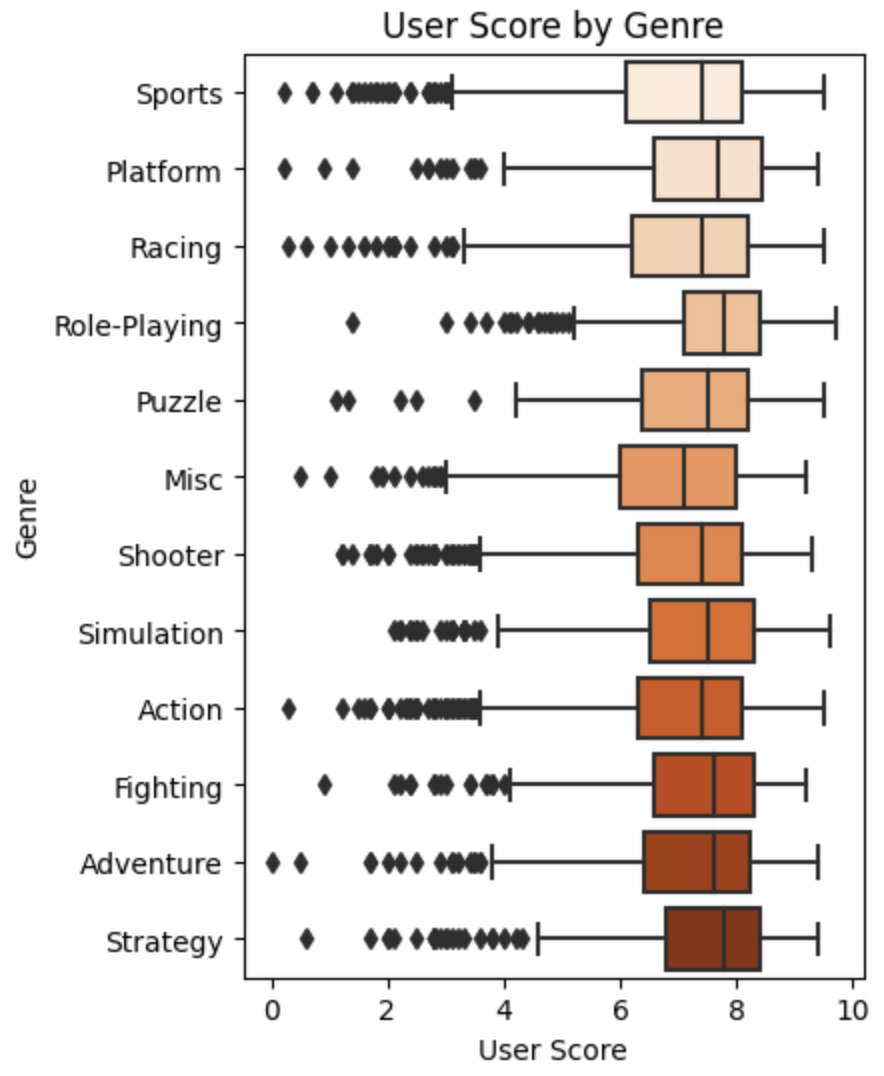 User Score by Genre
Sports
Platform
Racing
Role-Playing
Puzzle
Misc
Shooter
Simulation
Action
Fighting
Adventure
Strategy
Genre
0 2 4 6 8 10
User Score